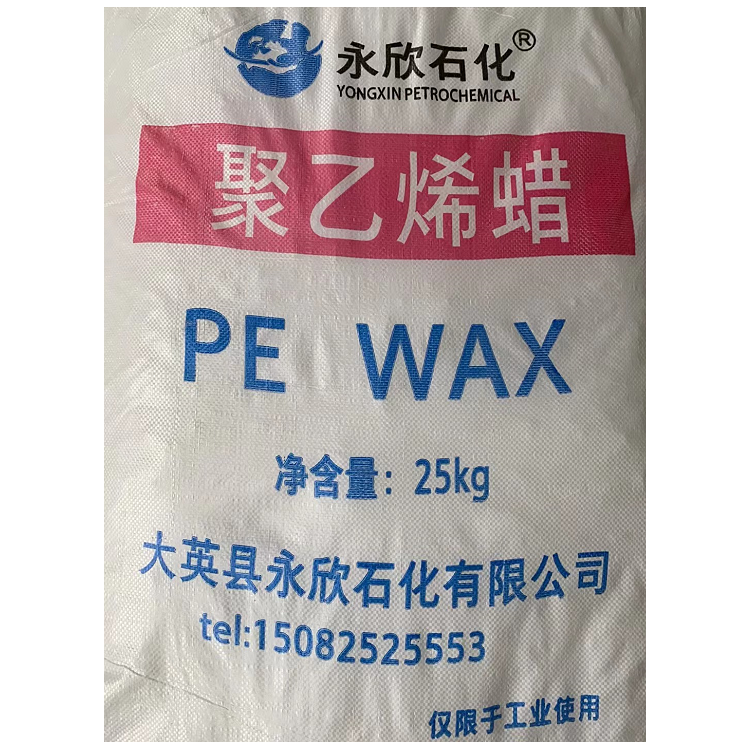 永欣石化®
YONGXIN PETROCHEMICAL
聚乙烯蜡
PE WAX
净含量：25kg
大英县永欣石化有限公司
tel:15082525553
仅限于工业使用